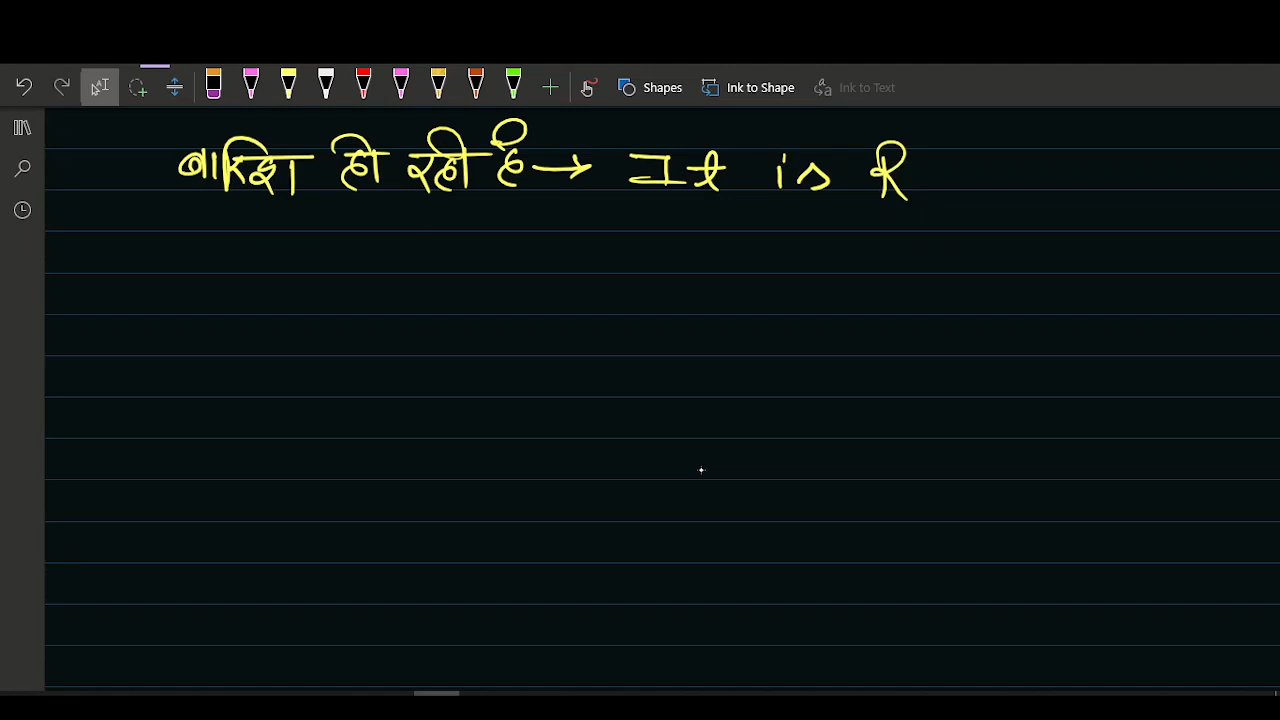 Shapes Ink to Shape Ink to Text
बारिश हो रही है → It is R